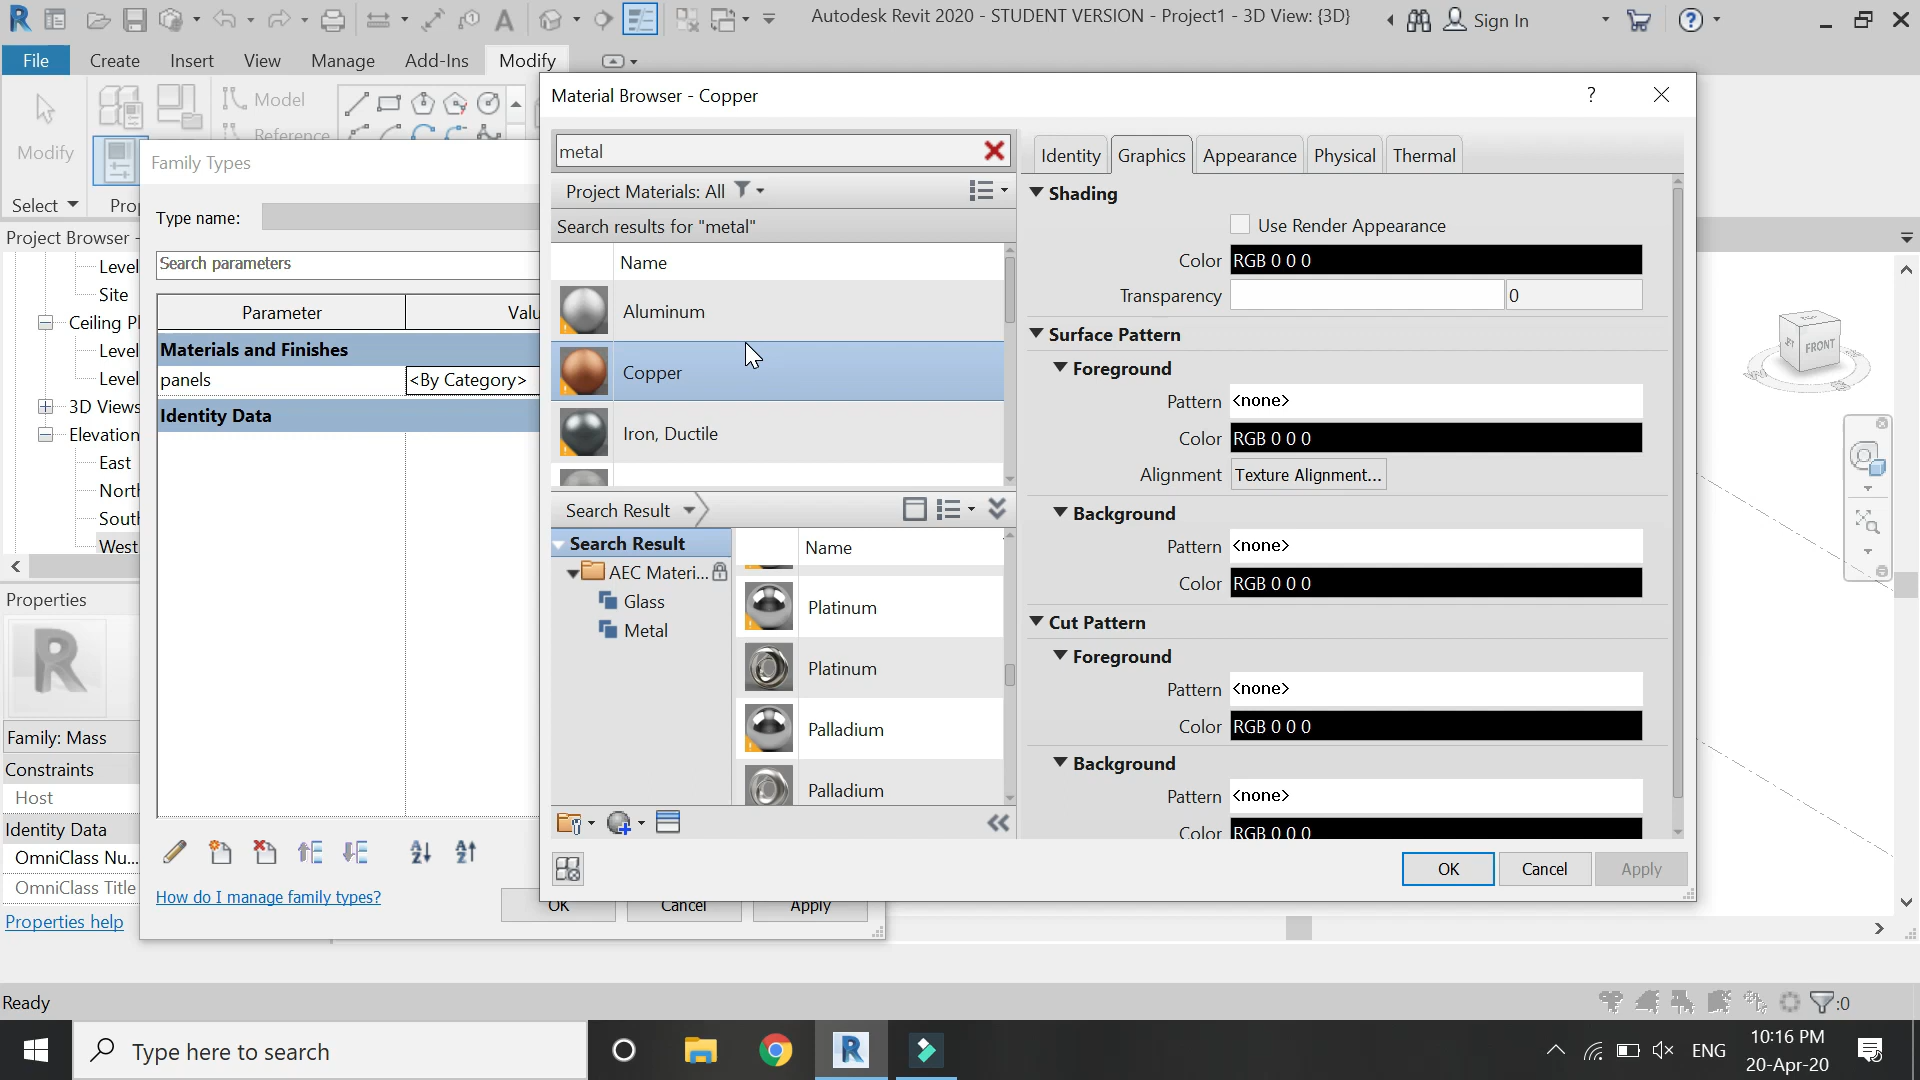 Autodesk Revit 2020 - STUDENT VERSION - Project1 - 3D View: {3D}
Sign In
File Create Insert View Manage Add-Ins Modify
Modify
Model
Reference
Select
Family Types
Type name:
Search parameters
Parameter
Materials and Finishes
panels <By Category>
Identity Data
How do I manage family types?
OK Cancel Apply
Project Browser -
Level
Site
Level
Level
3D Views
Elevation
East
West
Properties
Family: Mass
Constraints
Host
Identity Data
OmniClass Nu...
OmniClass Title
Properties help
Material Browser - Copper
?
metal
Project Materials: All
Search results for "metal"
Name
Aluminum
Copper
Iron, Ductile
Search Result
Search Result
AEC Materi...
Glass
Metal
Name
Platinum
Platinum
Palladium
Palladium
Identity Graphics Appearance Physical Thermal
Shading
Use Render Appearance
Color RGB 0 0 0
Transparency 0
Surface Pattern
Foreground
Pattern <none>
Color RGB 0 0 0
Alignment Texture Alignment...
Background
Pattern <none>
Color RGB 0 0 0
Cut Pattern
Foreground
Pattern <none>
Color RGB 0 0 0
Background
Pattern <none>
Color RGB 0 0 0
OK Cancel Apply
TOP
FRONT
Ready
:0
Type here to search
ENG
10:16 PM
20-Apr-20